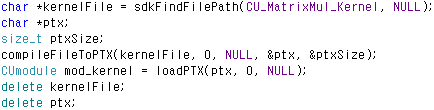 char *kernelFile = sdkFindFilePath(CU_MatrixMul_Kernel, NULL);
char *ptx;
size_t ptxSize;
compileFileToPTX(kernelFile, 0, NULL, &ptx, &ptxSize);
CUmodule mod_kernel = loadPTX(ptx, 0, NULL);
delete kernelFile;
delete ptx;